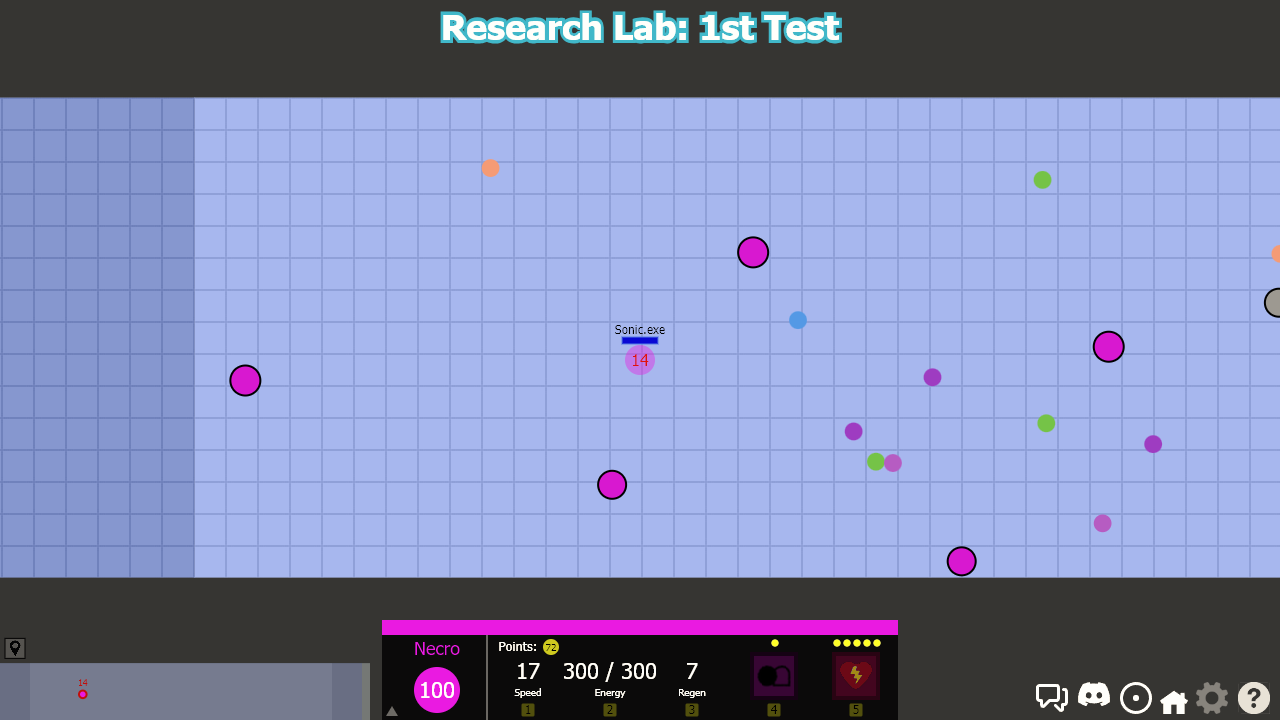 Research Lab: 1st Test
Sonic.exe
14
14
Necro
100
Points: 72
17 300 / 300 7
Speed Energy Regen
1 2 3 4 5
?